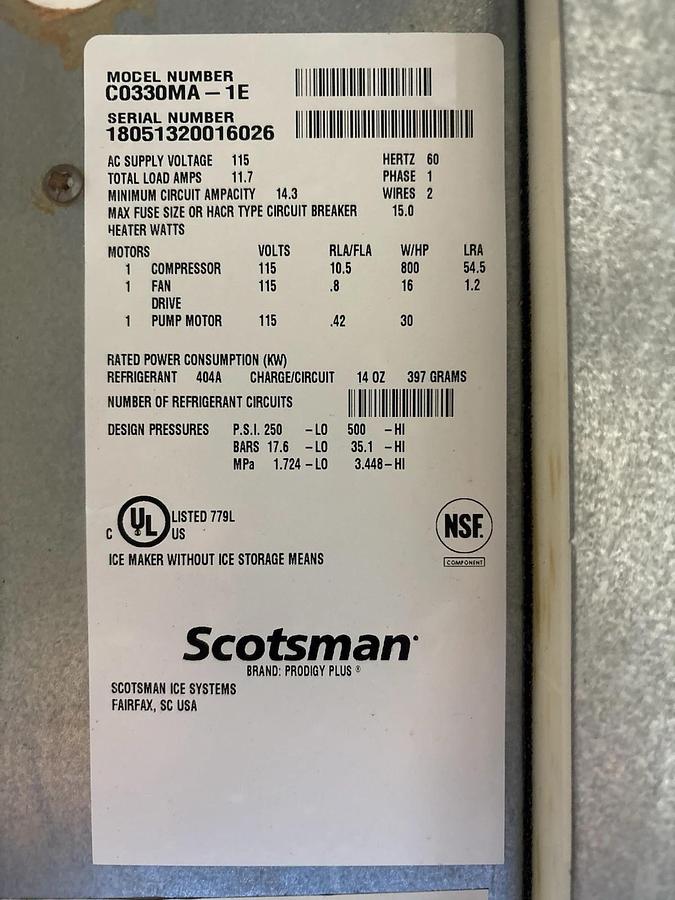 MODEL NUMBER
C0330MA – 1E
SERIAL NUMBER
18051320016026
AC SUPPLY VOLTAGE 115 HERTZ 60
TOTAL LOAD AMPS 11.7 PHASE 1
MINIMUM CIRCUIT AMPACITY 14.3 WIRES 2
MAX FUSE SIZE OR HACR TYPE CIRCUIT BREAKER 15.0
HEATER WATTS
MOTORS VOLTS RLA/FLA W/HP LRA
1 COMPRESSOR 115 10.5 800 54.5
1 FAN 115 .8 16 1.2
DRIVE
1 PUMP MOTOR 115 .42 30
RATED POWER CONSUMPTION (KW)
REFRIGERANT 404A CHARGE/CIRCUIT 14 OZ 397 GRAMS
NUMBER OF REFRIGERANT CIRCUITS
DESIGN PRESSURES P.S.I. 250 – LO 500 – HI
BARS 17.6 – LO 35.1 – HI
MPa 1.724 – LO 3.448 – HI
C UL US LISTED 779L
NSF.
COMPONENT
ICE MAKER WITHOUT ICE STORAGE MEANS
Scotsman
BRAND: PRODIGY PLUS ®
SCOTSMAN ICE SYSTEMS
FAIRFAX, SC USA